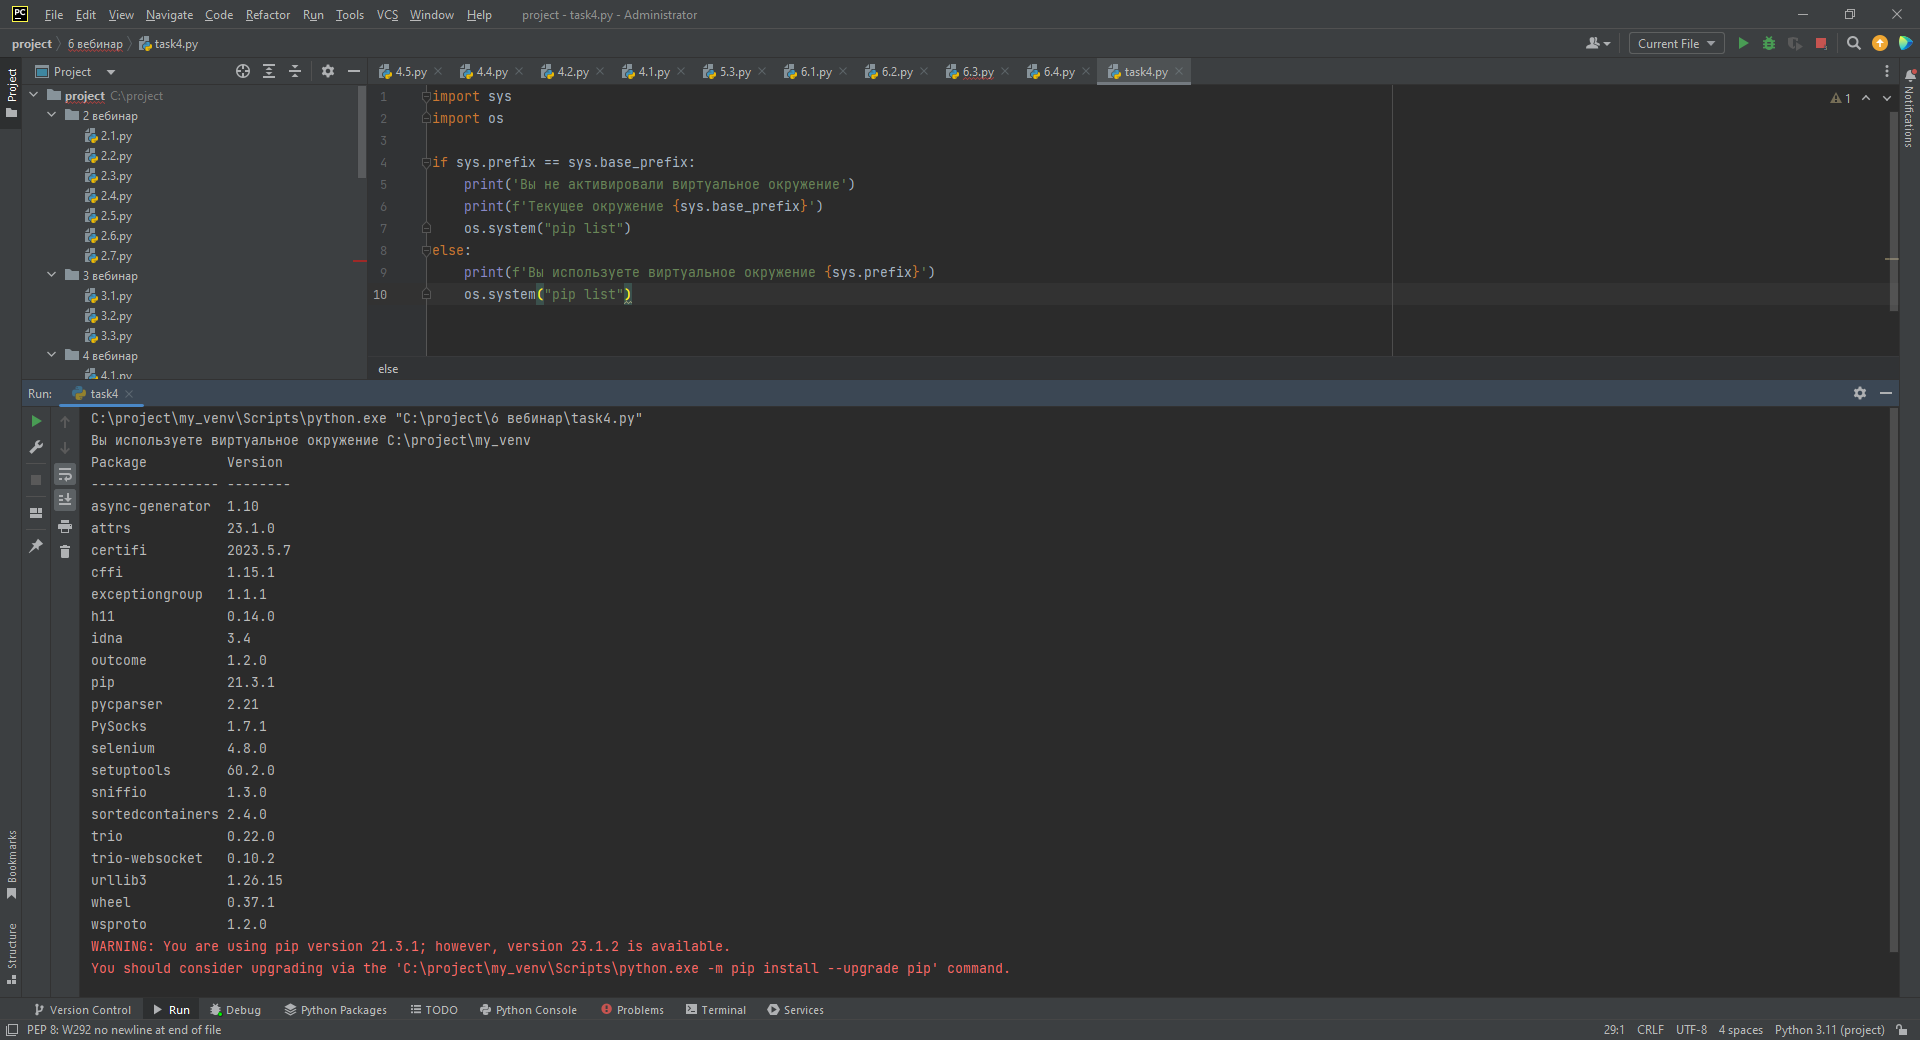 PC File Edit View Navigate Code Refactor Run Tools VCS Window Help project - task4.py - Administrator
project 6 вебинар task4.py Current File
Project 4.5.py 4.4.py 4.2.py 4.1.py 5.3.py 6.1.py 6.2.py 6.3.py 6.4.py task4.py
Project
Notifications
project C:\project
2 вебинар
2.1.py
2.2.py
2.3.py
2.4.py
2.5.py
2.6.py
2.7.py
3 вебинар
3.1.py
3.2.py
3.3.py
4 вебинар
4.1.py
1 import sys
2 import os
3
4 if sys.prefix == sys.base_prefix:
5 print('Вы не активировали виртуальное окружение')
6 print(f'Текущее окружение {sys.base_prefix}')
7 os.system("pip list")
8 else:
9 print(f'Вы используете виртуальное окружение {sys.prefix}')
10 os.system("pip list")
1
else
Run: task4
C:\project\my_venv\Scripts\python.exe "C:\project\6 вебинар\task4.py"
Вы используете виртуальное окружение C:\project\my_venv
Package Version
---------------- --------
async-generator 1.10
attrs 23.1.0
certifi 2023.5.7
cffi 1.15.1
exceptiongroup 1.1.1
h11 0.14.0
idna 3.4
outcome 1.2.0
pip 21.3.1
pycparser 2.21
PySocks 1.7.1
selenium 4.8.0
setuptools 60.2.0
sniffio 1.3.0
sortedcontainers 2.4.0
trio 0.22.0
trio-websocket 0.10.2
urllib3 1.26.15
wheel 0.37.1
wsproto 1.2.0
WARNING: You are using pip version 21.3.1; however, version 23.1.2 is available.
You should consider upgrading via the 'C:\project\my_venv\Scripts\python.exe -m pip install --upgrade pip' command.
Bookmarks
Structure
Version Control Run Debug Python Packages TODO Python Console Problems Terminal Services
PEP 8: W292 no newline at end of file 29:1 CRLF UTF-8 4 spaces Python 3.11 (project)